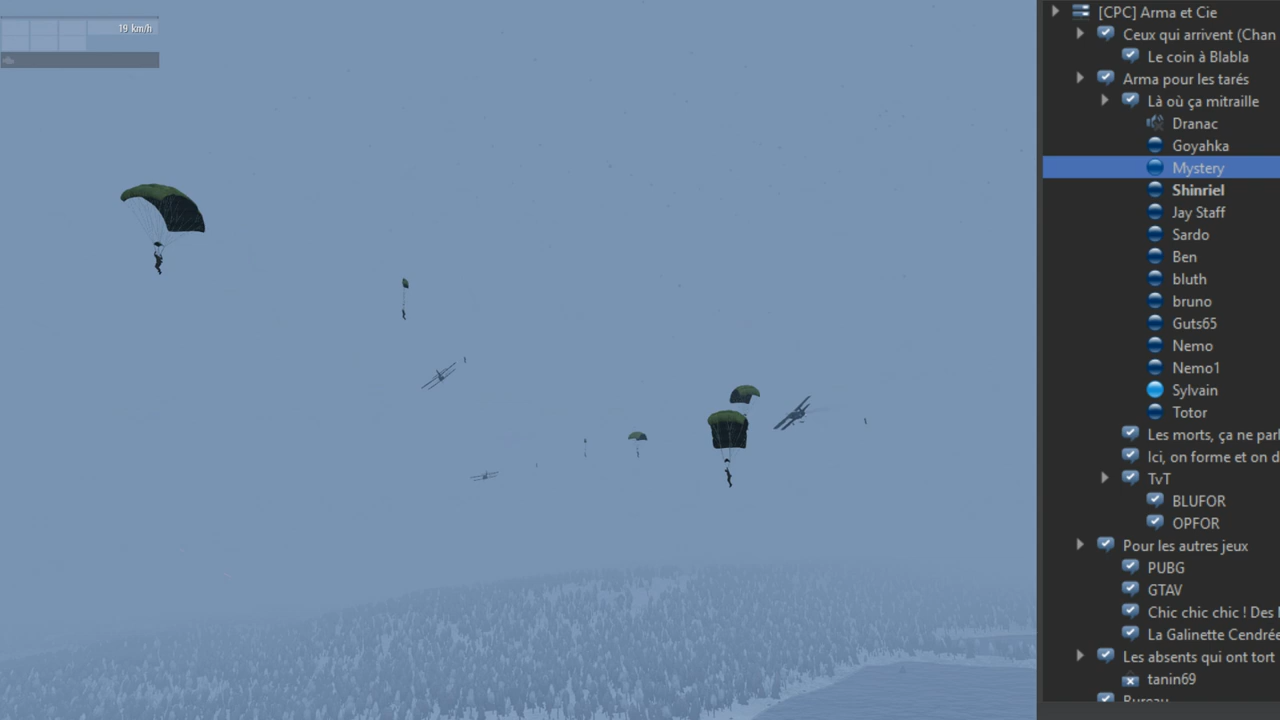 19 km/h
[CPC] Arma et Cie
Ceux qui arrivent (Chan
Le coin à Blabla
Arma pour les tarés
Là où ça mitraille
Dranac
Goyahka
Mystery
Shinriel
Jay Staff
Sardo
Ben
bluth
bruno
Guts65
Nemo
Nemo1
Sylvain
Totor
Les morts, ça ne parl
Ici, on forme et on d
TvT
BLUFOR
OPFOR
Pour les autres jeux
PUBG
GTAV
Chic chic chic ! Des
La Galinette Cendrée
Les absents qui ont tort
tanin69
Bureau